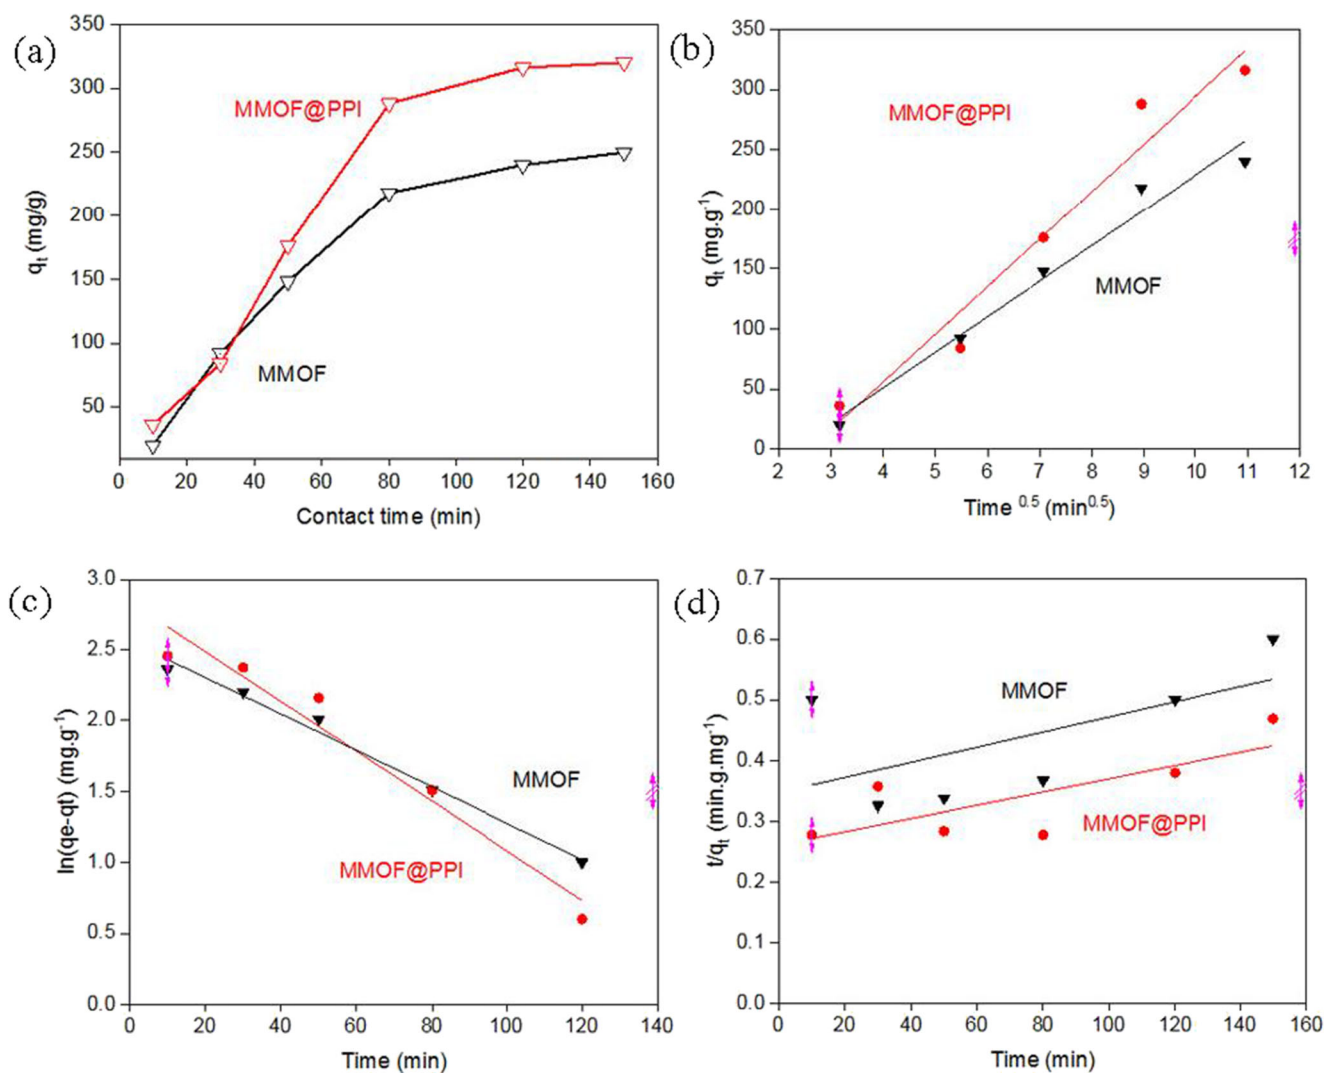 (a)
350
300
250
200
150
100
50
q_t (mg/g)
MMOF@PPI
MMOF
0 20 40 60 80 100 120 140 160
Contact time (min)
(b)
350
300
250
200
150
100
50
0
q_t (mg.g⁻¹)
MMOF@PPI
MMOF
2 3 4 5 6 7 8 9 10 11 12
Time ⁰·⁵ (min⁰·⁵)
(c)
3.0
2.5
2.0
1.5
1.0
0.5
0.0
ln(qe-qt) (mg.g⁻¹)
MMOF
MMOF@PPI
0 20 40 60 80 100 120 140
Time (min)
(d)
0.7
0.6
0.5
0.4
0.3
0.2
0.1
0.0
t/q_t (min.g.mg⁻¹)
MMOF
MMOF@PPI
0 20 40 60 80 100 120 140 160
Time (min)